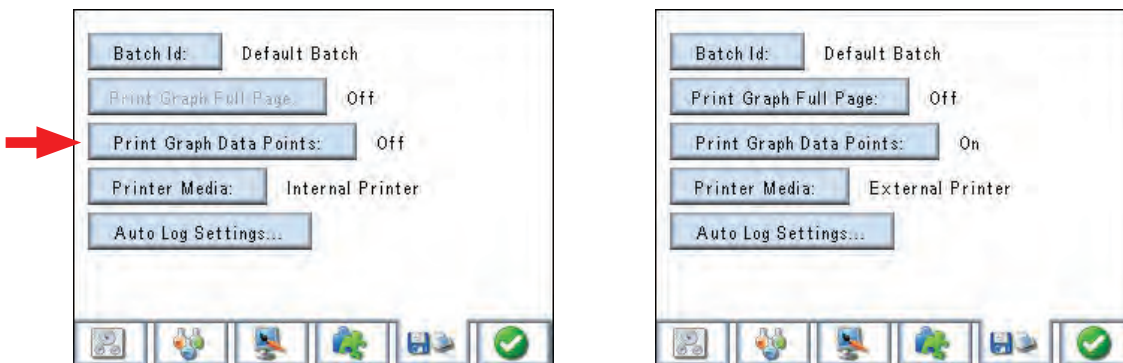 Batch Id: Default Batch
Print Graph Full Page: Off
Print Graph Data Points: Off
Printer Media: Internal Printer
Auto Log Settings...
Batch Id: Default Batch
Print Graph Full Page: Off
Print Graph Data Points: On
Printer Media: External Printer
Auto Log Settings...